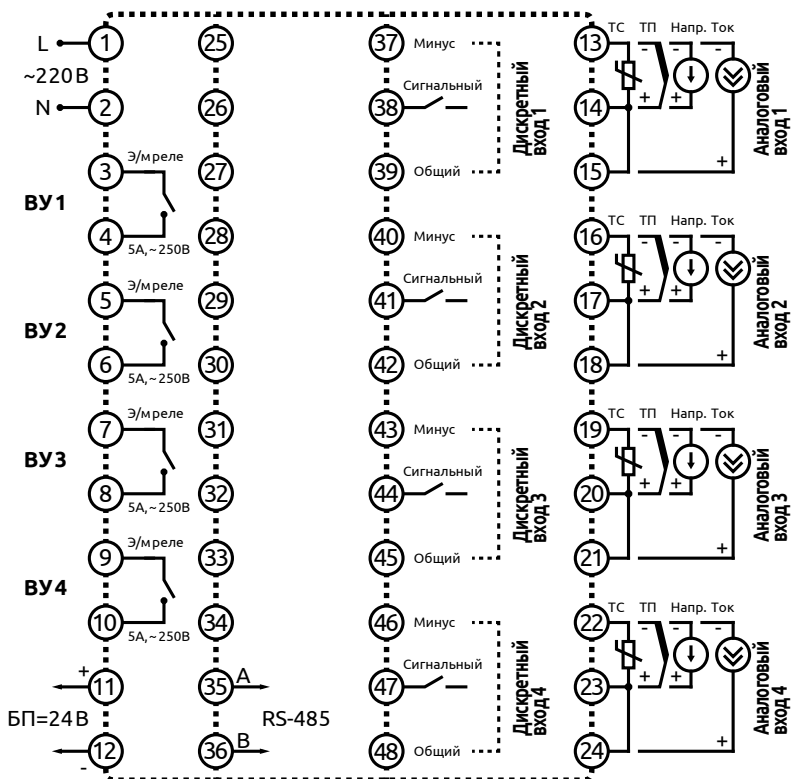 L
~220В
N
1
2
Э/м реле
3
ВУ1
4
5А,~250В
Э/м реле
5
ВУ2
6
5А,~250В
Э/м реле
7
ВУ3
8
5А,~250В
Э/м реле
9
ВУ4
10
5А,~250В
+
11
БП=24В
12
-
25
26
27
28
29
30
31
32
33
34
35
A
RS-485
36
B
37
Минус
Сигнальный
38
39
Общий
Дискретный
вход 1
40
Минус
Сигнальный
41
42
Общий
Дискретный
вход 2
43
Минус
Сигнальный
44
45
Общий
Дискретный
вход 3
46
Минус
Сигнальный
47
48
Общий
Дискретный
вход 4
ТС ТП Напр. Ток
13
- - -
14
+ +
15
+
Аналоговый
вход 1
ТС ТП Напр. Ток
16
- - -
17
+ +
18
+
Аналоговый
вход 2
ТС ТП Напр. Ток
19
- - -
20
+ +
21
+
Аналоговый
вход 3
ТС ТП Напр. Ток
22
- - -
23
+ +
24
+
Аналоговый
вход 4